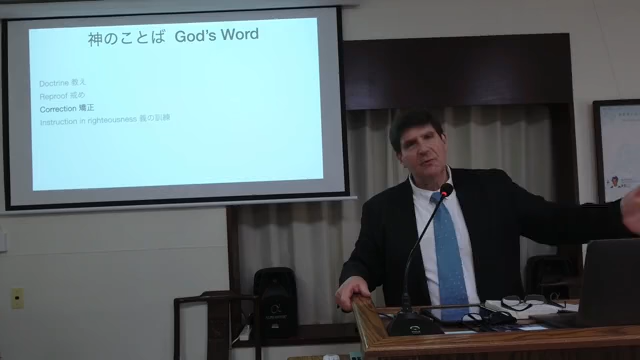 神のことば God's Word
Doctrine 教え
Reproof 戒め
Correction 矯正
Instruction in righteousness 義の訓練